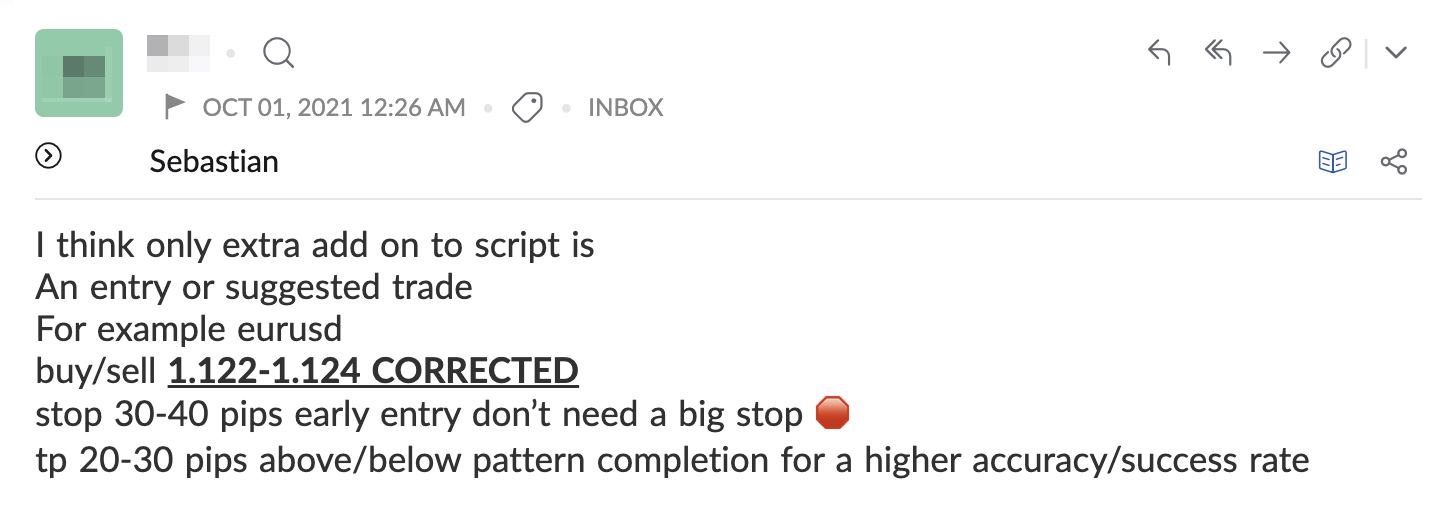 OCT 01, 2021 12:26 AM
INBOX
Sebastian
I think only extra add on to script is
An entry or suggested trade
For example eurusd
buy/sell 1.122-1.124 CORRECTED
stop 30-40 pips early entry don’t need a big stop 🛑
tp 20-30 pips above/below pattern completion for a higher accuracy/success rate